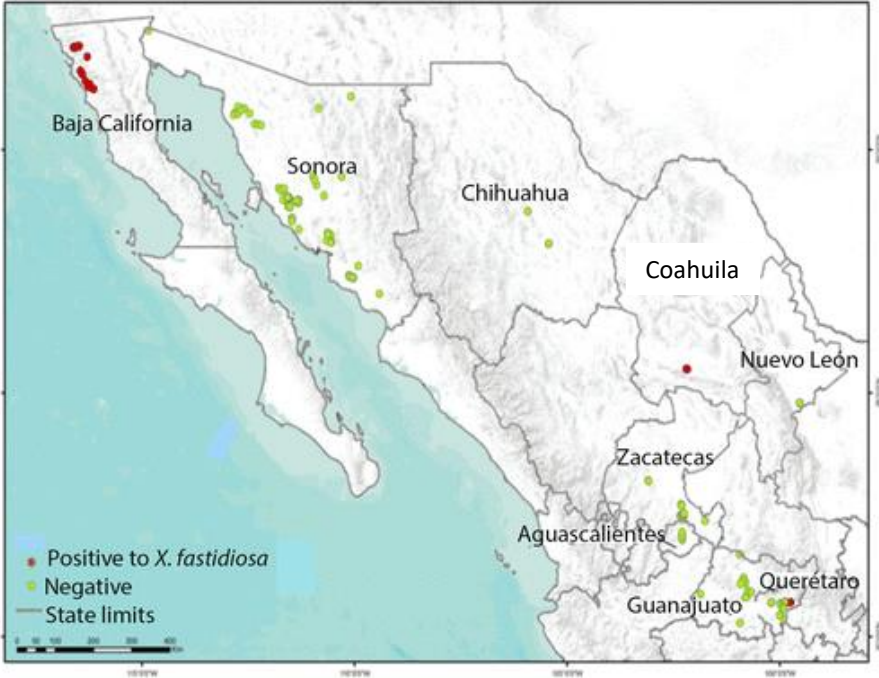 Baja California
Sonora
Chihuahua
Coahuila
Nuevo León
Zacatecas
Aguascalientes
Querétaro
Guanajuato
Positive to X. fastidiosa
Negative
State limits